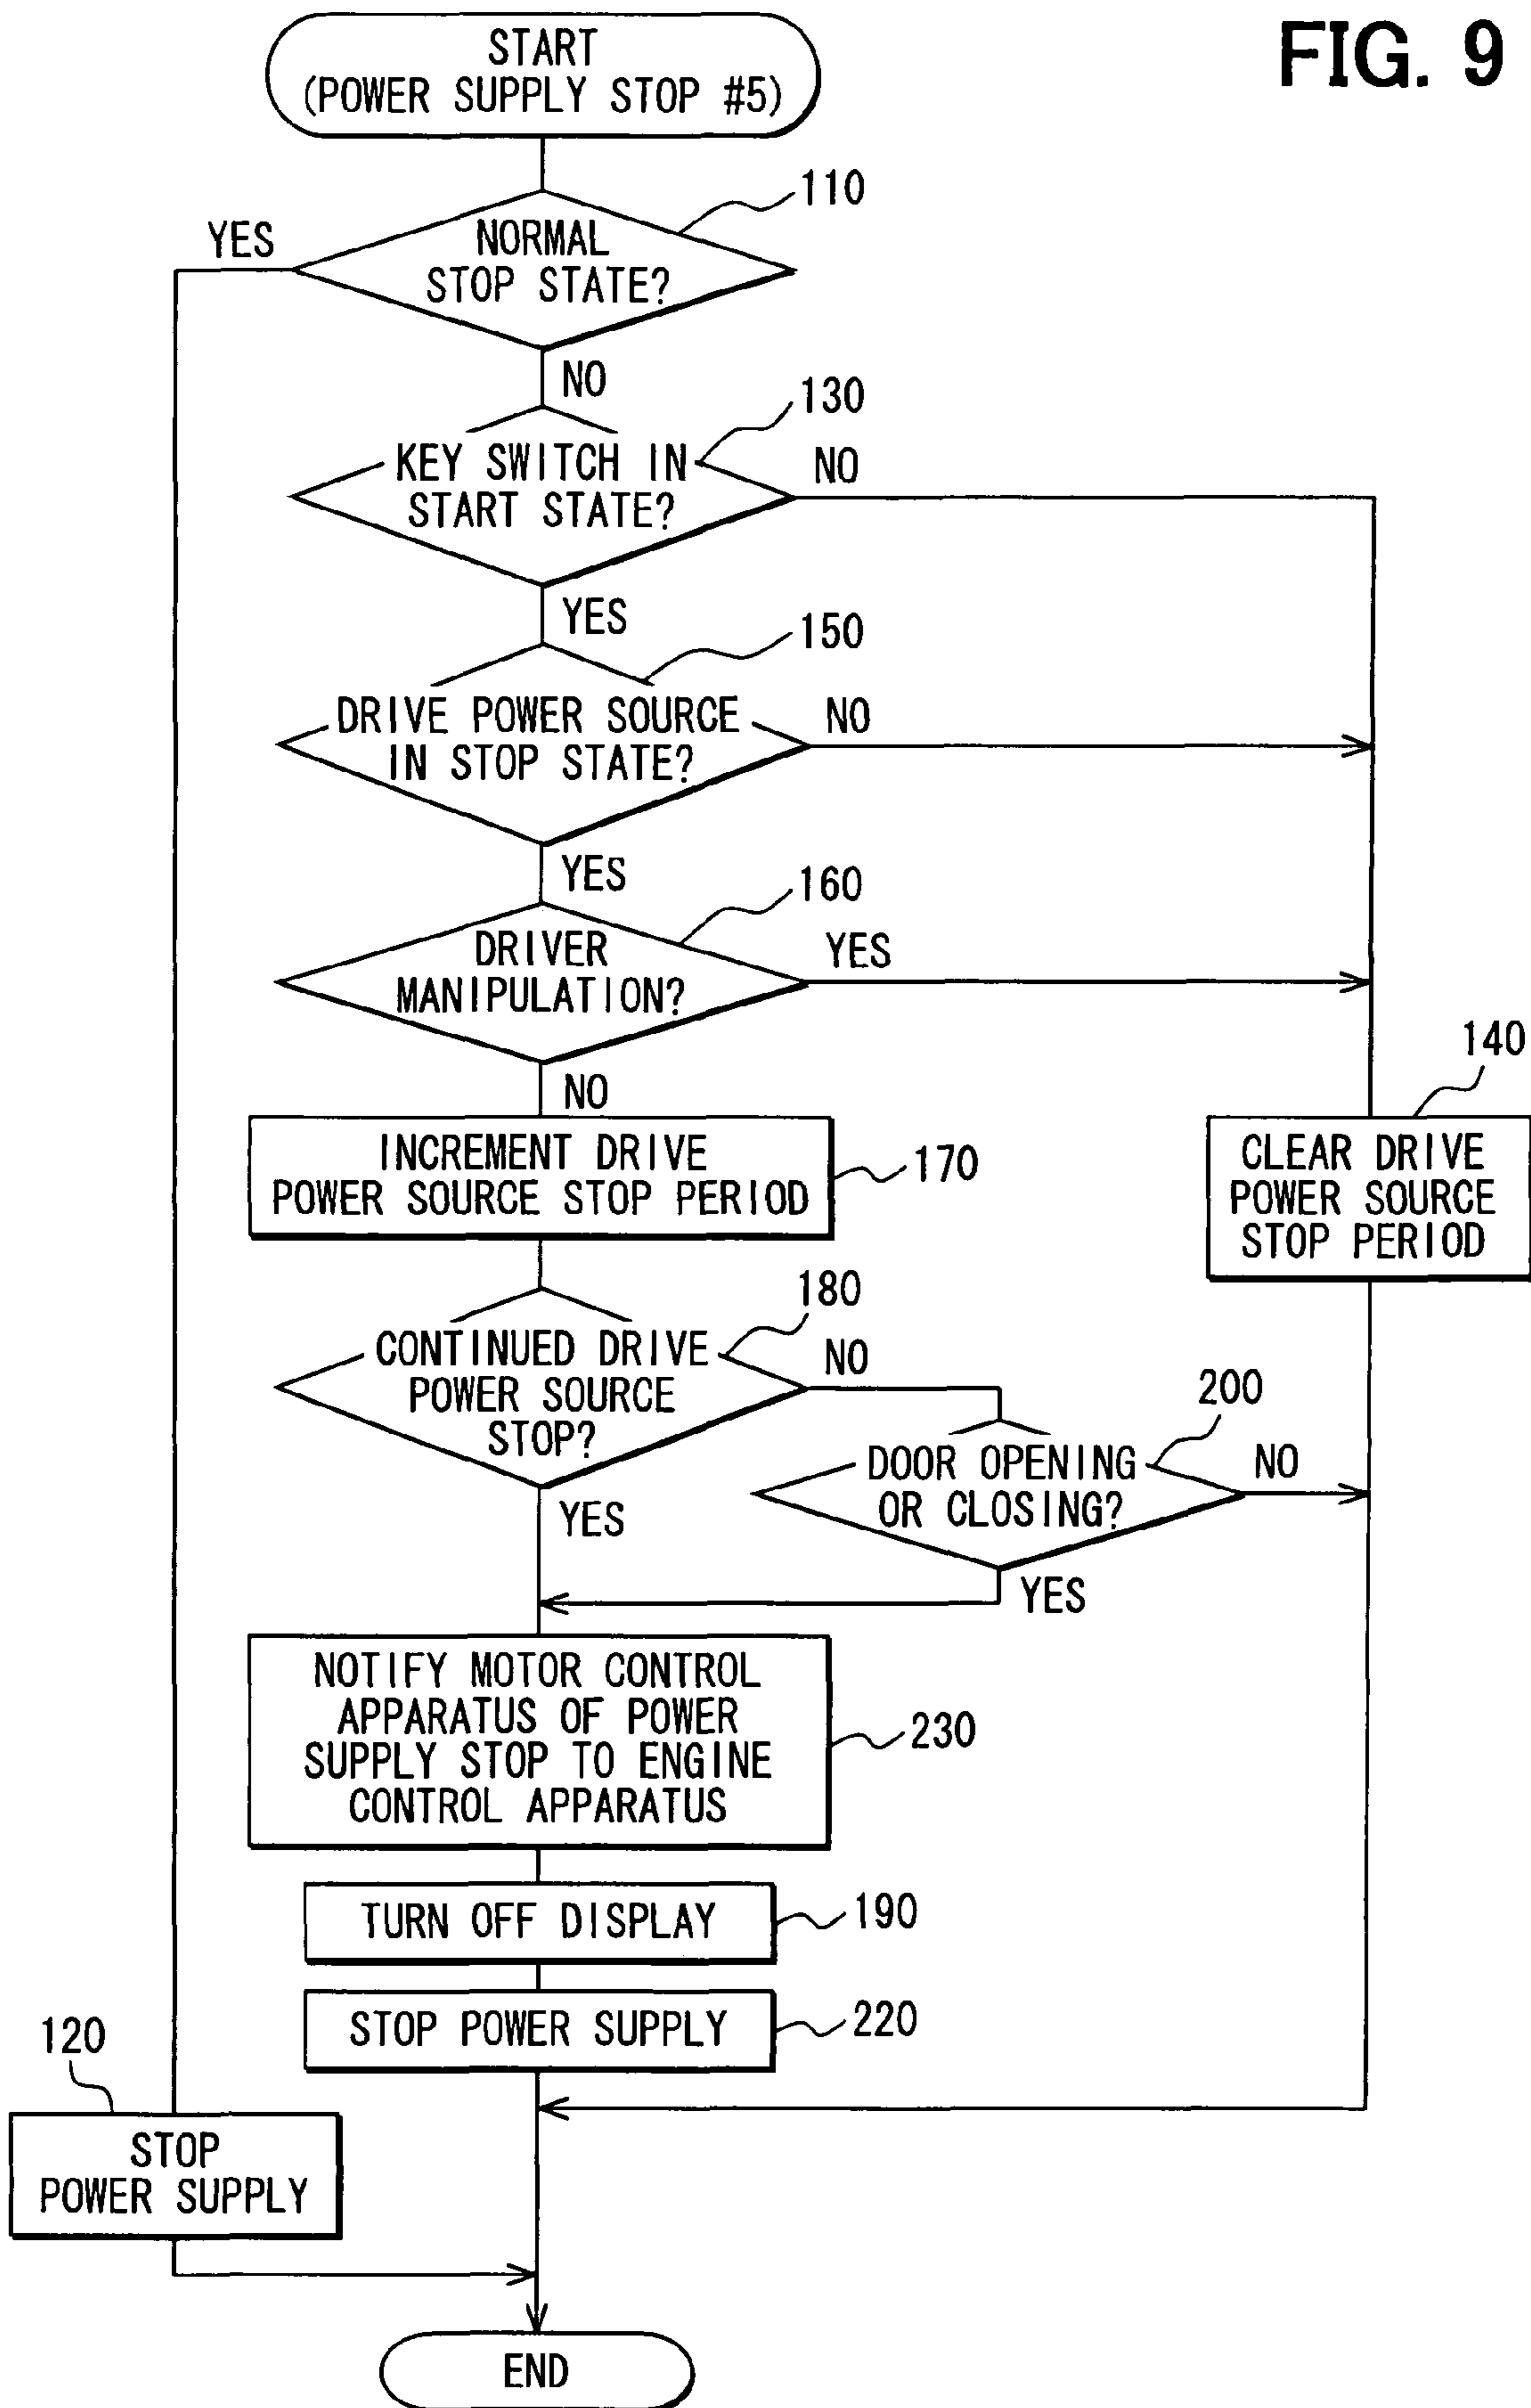 FIG. 9
START
(POWER SUPPLY STOP #5)
110
YES
NORMAL
STOP STATE?
NO
130
KEY SWITCH IN
START STATE?
NO
YES
150
DRIVE POWER SOURCE
IN STOP STATE?
NO
YES
160
DRIVER
MANIPULATION?
YES
NO
140
INCREMENT DRIVE
POWER SOURCE STOP PERIOD
170
CLEAR DRIVE
POWER SOURCE
STOP PERIOD
180
CONTINUED DRIVE
POWER SOURCE
STOP?
NO
YES
200
DOOR OPENING
OR CLOSING?
NO
YES
NOTIFY MOTOR CONTROL
APPARATUS OF POWER
SUPPLY STOP TO ENGINE
CONTROL APPARATUS
230
TURN OFF DISPLAY
190
STOP POWER SUPPLY
220
120
STOP
POWER SUPPLY
END